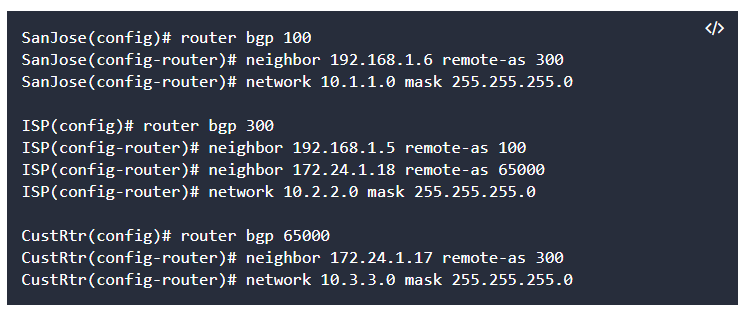 SanJose(config)# router bgp 100
SanJose(config-router)# neighbor 192.168.1.6 remote-as 300
SanJose(config-router)# network 10.1.1.0 mask 255.255.255.0
ISP(config)# router bgp 300
ISP(config-router)# neighbor 192.168.1.5 remote-as 100
ISP(config-router)# neighbor 172.24.1.18 remote-as 65000
ISP(config-router)# network 10.2.2.0 mask 255.255.255.0
CustRtr(config)# router bgp 65000
CustRtr(config-router)# neighbor 172.24.1.17 remote-as 300
CustRtr(config-router)# network 10.3.3.0 mask 255.255.255.0